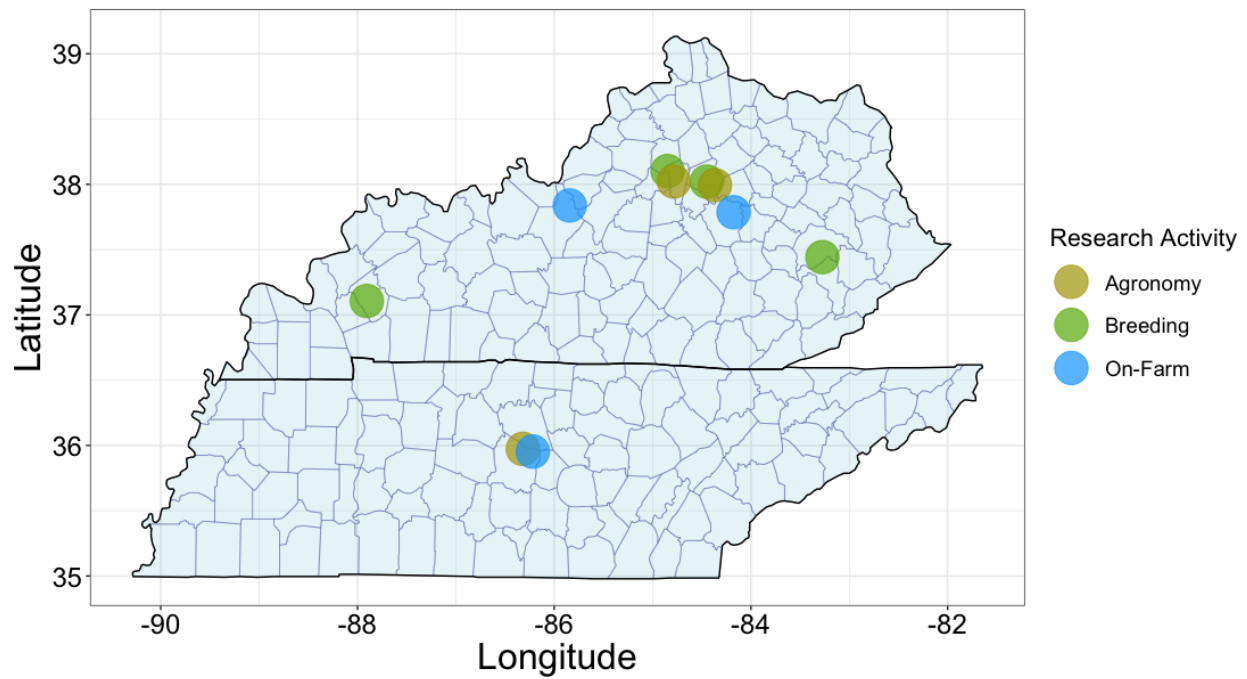 39
38
37
36
35
Latitude
-90
-88
-86
-84
-82
Longitude
Research Activity
Agronomy
Breeding
On-Farm